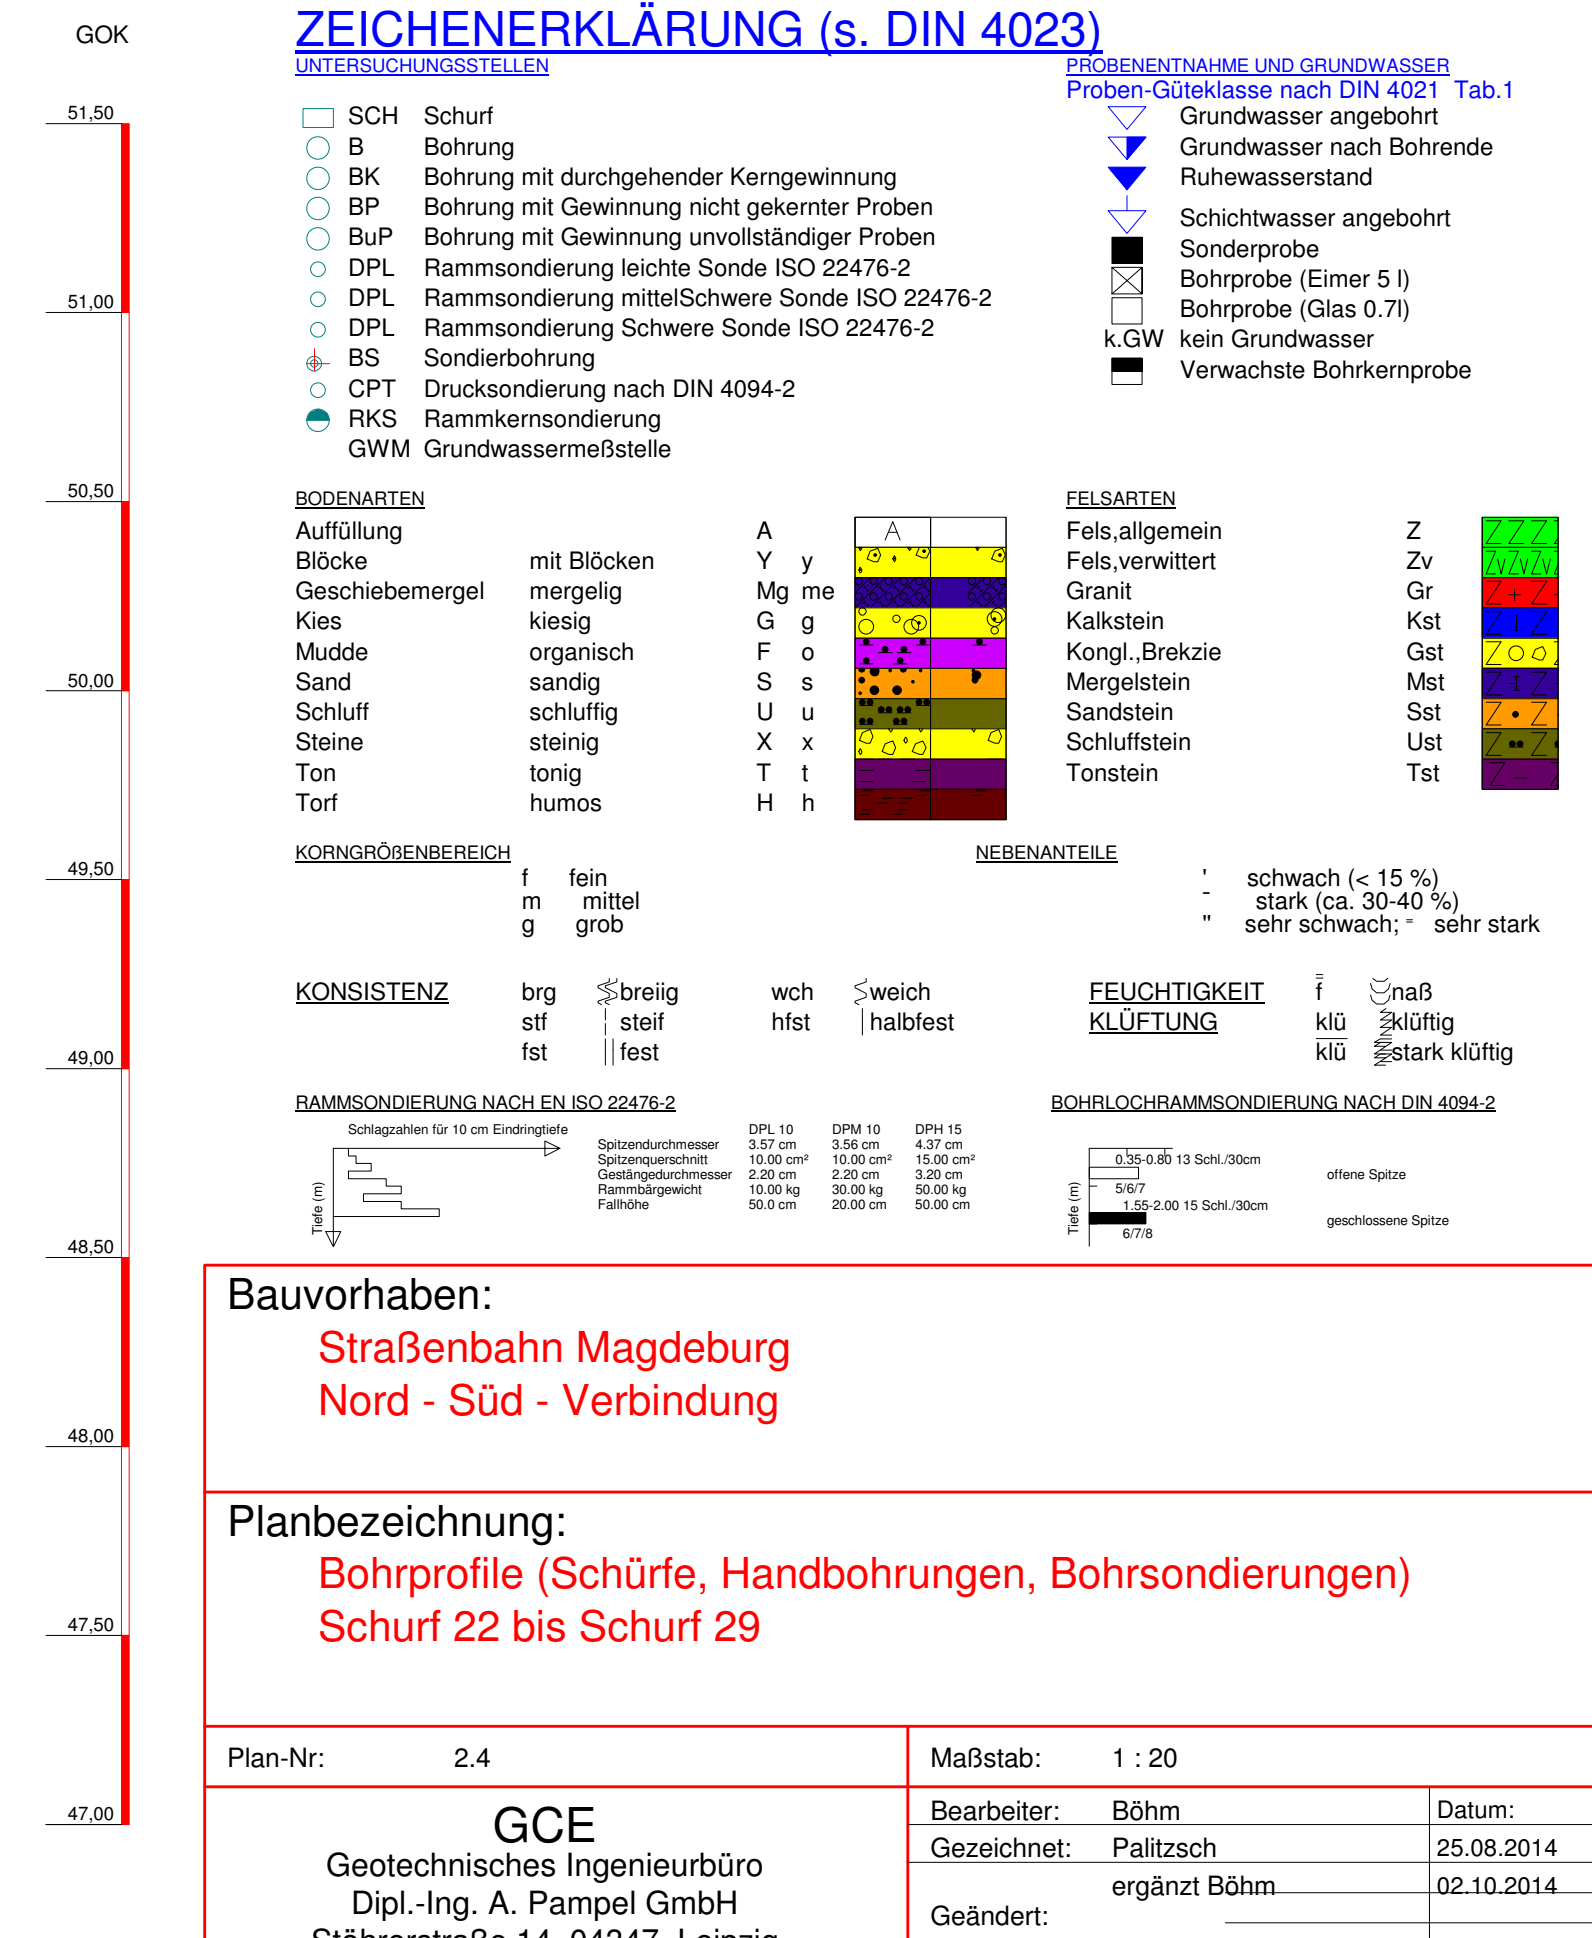 GOK
51,50
51,00
50,50
50,00
49,50
49,00
48,50
48,00
47,50
47,00
ZEICHENERKLÄRUNG (s. DIN 4023)
UNTERSUCHUNGSSTELLEN
SCH Schurf
B Bohrung
BK Bohrung mit durchgehender Kerngewinnung
BP Bohrung mit Gewinnung nicht gekernter Proben
BuP Bohrung mit Gewinnung unvollständiger Proben
DPL Rammsondierung leichte Sonde ISO 22476-2
DPL Rammsondierung mittelSchwere Sonde ISO 22476-2
DPL Rammsondierung Schwere Sonde ISO 22476-2
BS Sondierbohrung
CPT Drucksondierung nach DIN 4094-2
RKS Rammkernsondierung
GWM Grundwassermeßstelle
PROBENENTNAHME UND GRUNDWASSER
Proben-Güteklasse nach DIN 4021 Tab.1
Grundwasser angebohrt
Grundwasser nach Bohrende
Ruhewasserstand
Schichtwasser angebohrt
Sonderprobe
Bohrprobe (Eimer 5 l)
Bohrprobe (Glas 0.7l)
k.GW kein Grundwasser
Verwachste Bohrkernprobe
BODENARTEN
Auffüllung A A
Blöcke mit Blöcken Y y
Geschiebemergel mergelig Mg me
Kies kiesig G g
Mudde organisch F o
Sand sandig S s
Schluff schluffig U u
Steine steinig X x
Ton tonig T t
Torf humos H h
FELSARTEN
Fels,allgemein Z Z Z Z Z
Fels,verwittert Zv Z v Z v Z v
Granit Gr Z + Z
Kalkstein Kst Z I Z
Kongl.,Brekzie Gst Z Z
Mergelstein Mst Z I Z
Sandstein Sst Z Z
Schluffstein Ust Z Z
Tonstein Tst Z Z
KORNGRÖßENBEREICH
f fein
m mittel
g grob
NEBENANTEILE
' schwach (< 15 %)
- stark (ca. 30-40 %)
" sehr schwach; = sehr stark
KONSISTENZ brg breiig wch weich
stf steif hfst halbfest
fst fest
FEUCHTIGKEIT f̿ naß
KLÜFTUNG klü klüftig
klü stark klüftig
RAMMSONDIERUNG NACH EN ISO 22476-2
Schlagzahlen für 10 cm Eindringtiefe
Tiefe (m)
DPL 10 DPM 10 DPH 15
Spitzendurchmesser 3.57 cm 3.56 cm 4.37 cm
Spitzenquerschnitt 10.00 cm² 10.00 cm² 15.00 cm²
Gestängedurchmesser 2.20 cm 2.20 cm 3.20 cm
Rammbärgewicht 10.00 kg 30.00 kg 50.00 kg
Fallhöhe 50.0 cm 20.00 cm 50.00 cm
BOHRLOCHRAMMSONDIERUNG NACH DIN 4094-2
Tiefe (m)
0.35-0.80 13 Schl./30cm
offene Spitze
5/6/7
1.55-2.00 15 Schl./30cm
geschlossene Spitze
6/7/8
Bauvorhaben:
Straßenbahn Magdeburg
Nord - Süd - Verbindung
Planbezeichnung:
Bohrprofile (Schürfe, Handbohrungen, Bohrsondierungen)
Schurf 22 bis Schurf 29
Plan-Nr: 2.4
Maßstab: 1 : 20
GCE
Geotechnisches Ingenieurbüro
Dipl.-Ing. A. Pampel GmbH
Stöhrerstraße 14, 04347 Leipzig
Bearbeiter: Böhm Datum:
Gezeichnet: Palitzsch 25.08.2014
ergänzt Böhm 02.10.2014
Geändert: